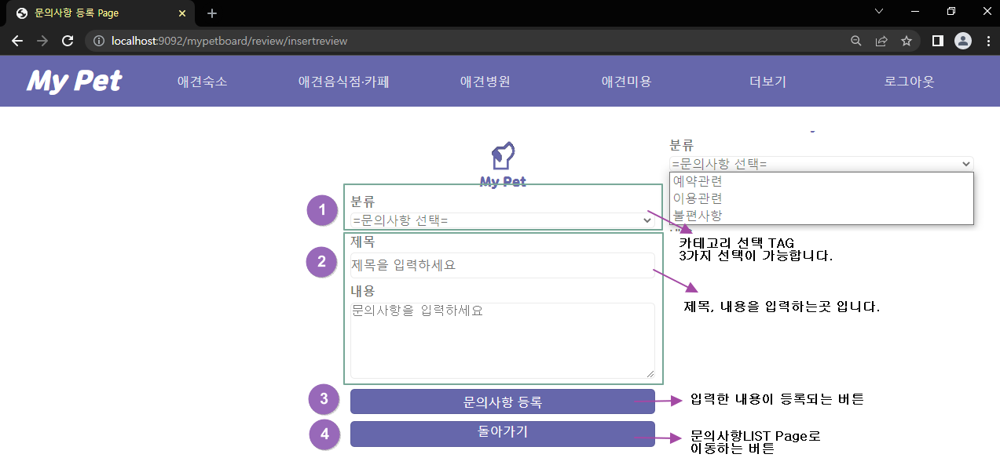 문의사항 등록 Page
localhost:9092/mypetboard/review/insertreview
My Pet
애견숙소
애견음식점·카페
애견병원
애견미용
더보기
로그아웃
My Pet
1
분류
=문의사항 선택=
분류
=문의사항 선택=
예약관련
이용관련
불편사항
카테고리 선택 TAG
3가지 선택이 가능합니다.
2
제목
제목을 입력하세요
내용
문의사항을 입력하세요
제목, 내용을 입력하는곳 입니다.
3
문의사항 등록
입력한 내용이 등록되는 버튼
4
돌아가기
문의사항LIST Page로
이동하는 버튼